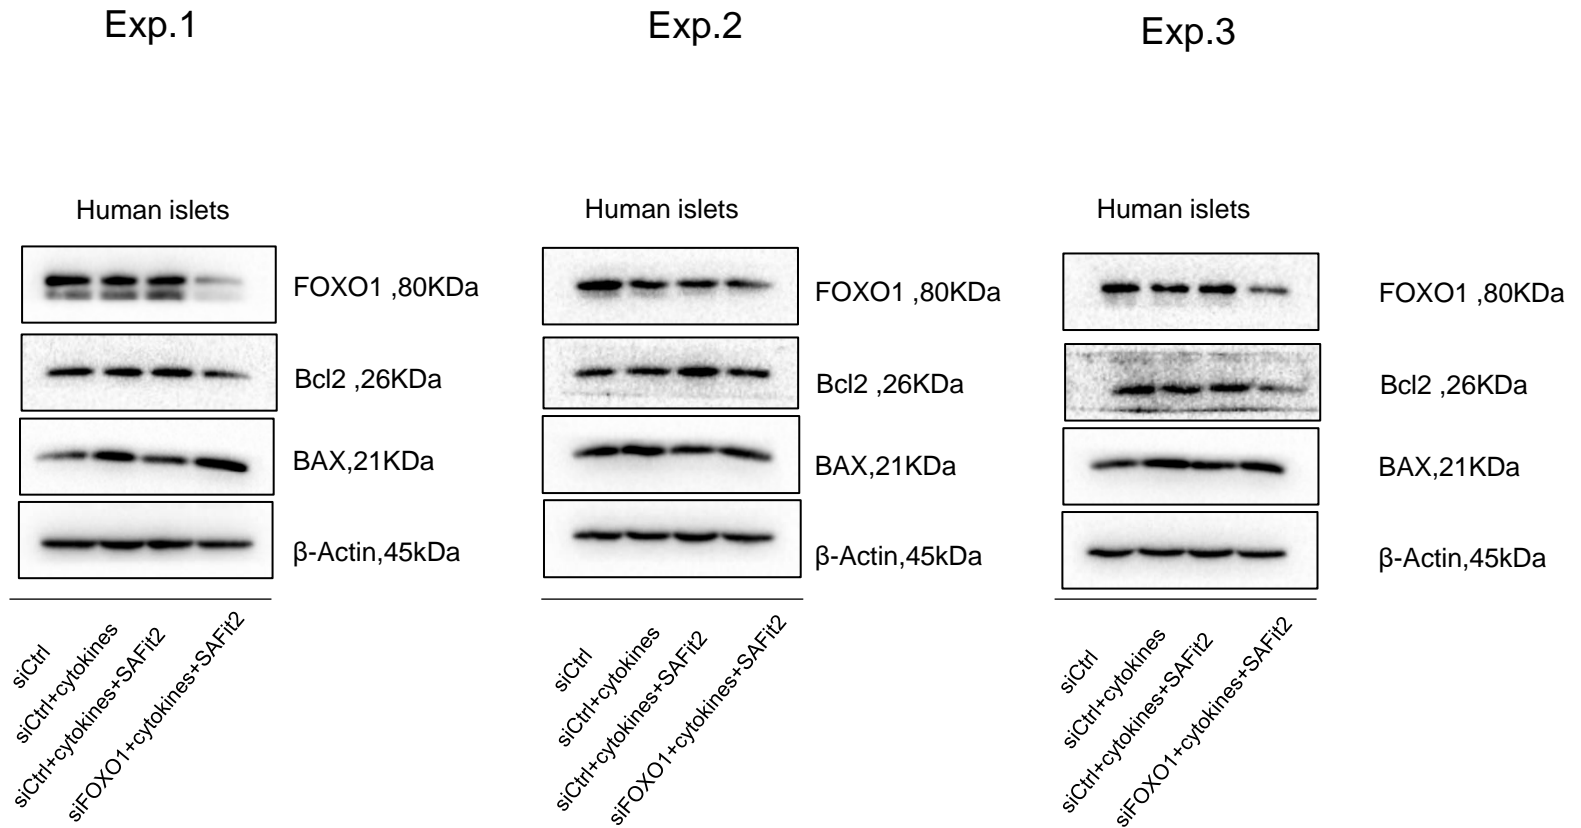 Exp.1
Exp.2
Exp.3
Human islets
Human islets
Human islets
FOXO1 ,80KDa
Bcl2 ,26KDa
BAX,21KDa
β-Actin,45kDa
siCtrl
siCtrl+cytokines
siCtrl+cytokines+SAFit2
siFOXO1+cytokines+SAFit2
FOXO1 ,80KDa
Bcl2 ,26KDa
BAX,21KDa
β-Actin,45kDa
siCtrl
siCtrl+cytokines
siCtrl+cytokines+SAFit2
siFOXO1+cytokines+SAFit2
FOXO1 ,80KDa
Bcl2 ,26KDa
BAX,21KDa
β-Actin,45kDa
siCtrl
siCtrl+cytokines
siCtrl+cytokines+SAFit2
siFOXO1+cytokines+SAFit2